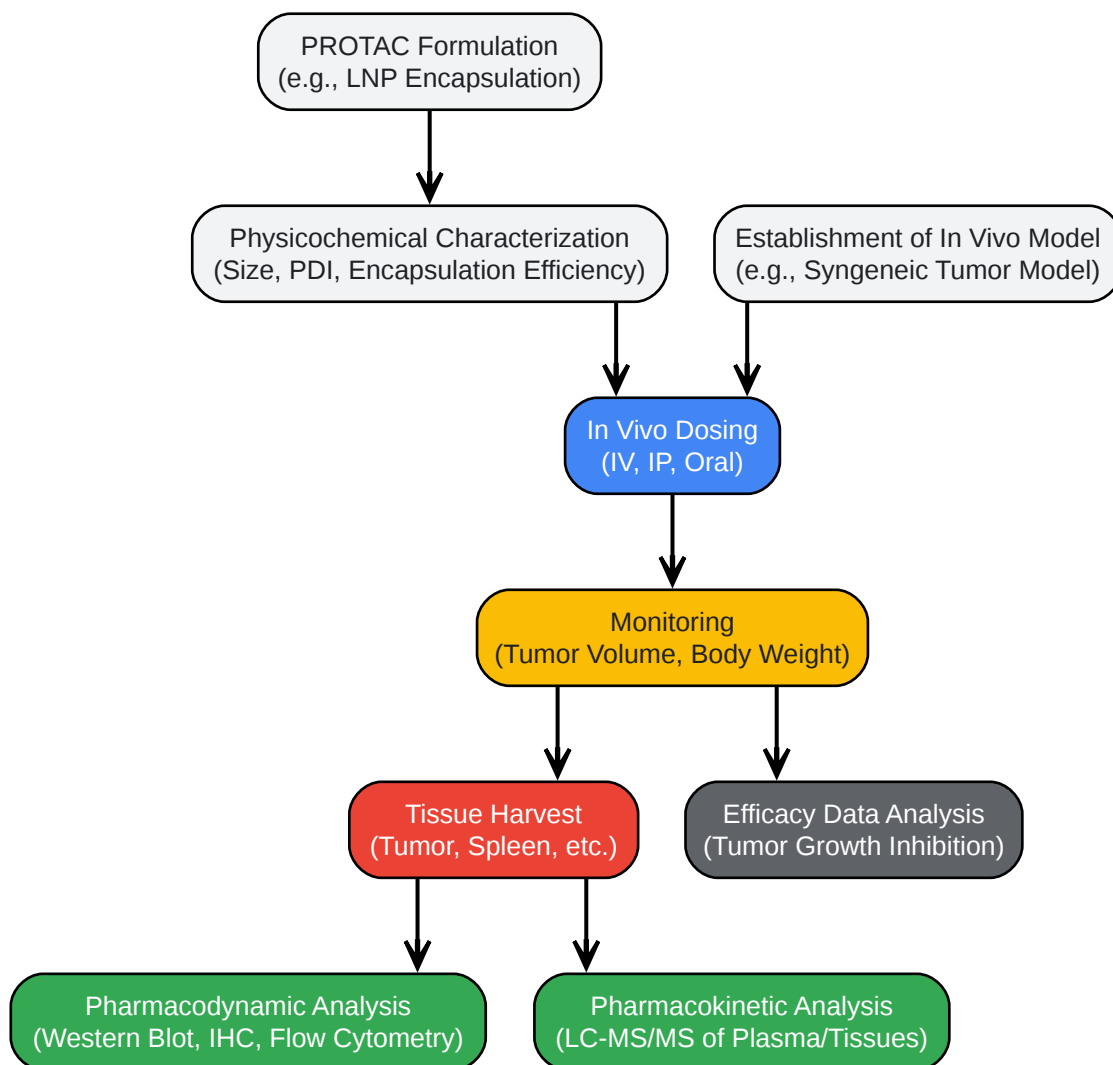 PROTAC Formulation
(e.g., LNP Encapsulation)
Physicochemical Characterization
(Size, PDI, Encapsulation Efficiency)
Establishment of In Vivo Model
(e.g., Syngeneic Tumor Model)
In Vivo Dosing
(IV, IP, Oral)
Monitoring
(Tumor Volume, Body Weight)
Tissue Harvest
(Tumor, Spleen, etc.)
Efficacy Data Analysis
(Tumor Growth Inhibition)
Pharmacodynamic Analysis
(Western Blot, IHC, Flow Cytometry)
Pharmacokinetic Analysis
(LC-MS/MS of Plasma/Tissues)